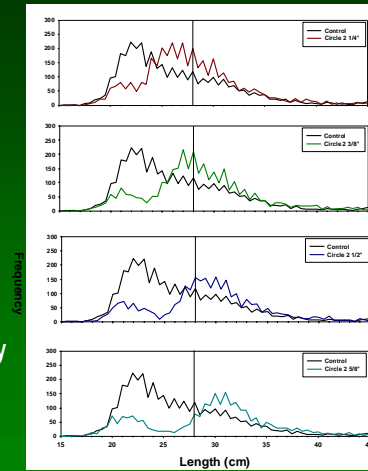 300
250
200
150
100
50
0
Control
Circle 2 1/4"
300
250
200
150
100
50
0
Control
Circle 2 3/8"
300
250
200
150
100
50
0
Control
Circle 2 1/2"
300
250
200
150
100
50
0
Control
Circle 2 5/8"
15 20 25 30 35 40
Length (cm)
Frequency
y